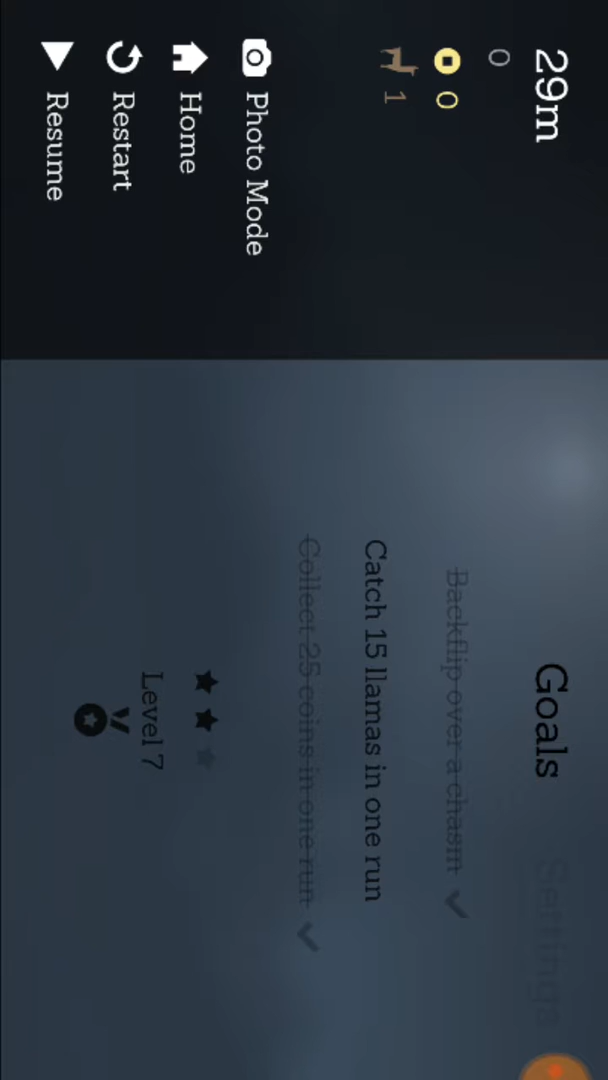 29m
0
0
1
Photo Mode
Home
Restart
Resume
Goals
Settings
Backflip over a chasm
Catch 15 llamas in one run
Collect 25 coins in one run
Level 7